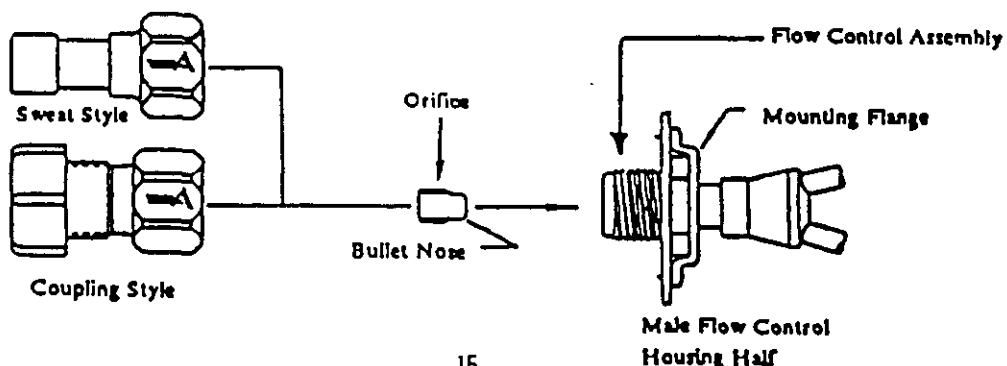 Flow Control Assembly
Orifice
Sweat Style
Mounting Flange
Bullet Nose
Coupling Style
Male Flow Control
Housing Half
15